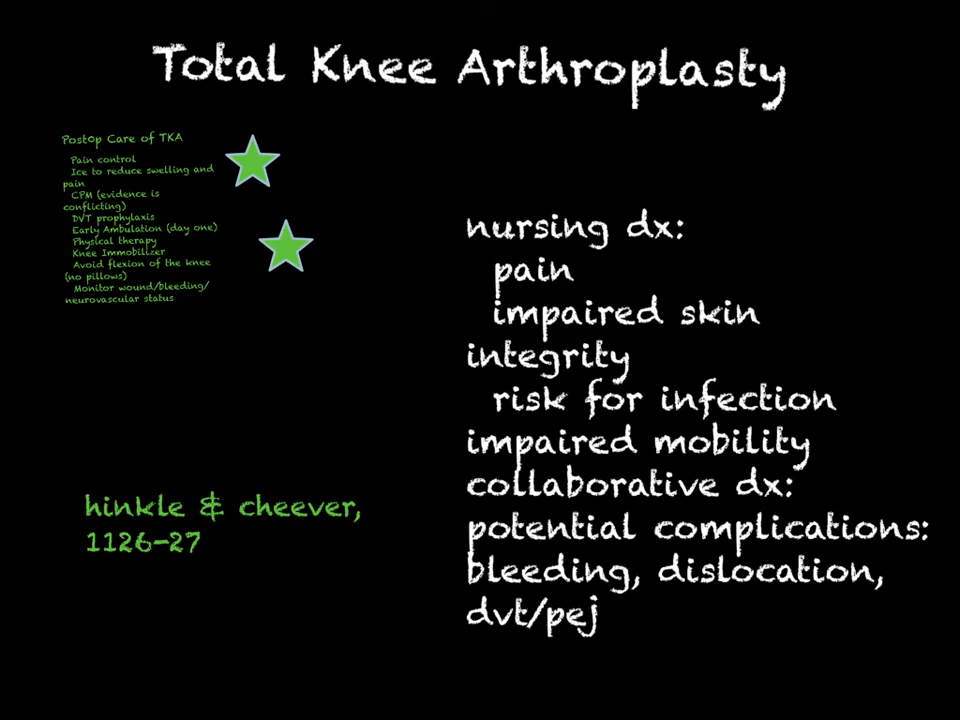 Total Knee Arthroplasty
PostOp Care of TKA
Pain control
Ice to reduce swelling and
pain
CPM (evidence is
conflicting)
DVT prophylaxis
Early Ambulation (day one)
Physical therapy
Knee Immobilizer
Avoid flexion of the knee
(no pillows)
Monitor wound/bleeding/
neurovascular status
hinkle & cheever,
1126-27
nursing dx:
pain
impaired skin
integrity
risk for infection
impaired mobility
collaborative dx:
potential complications:
bleeding, dislocation,
dvt/pej